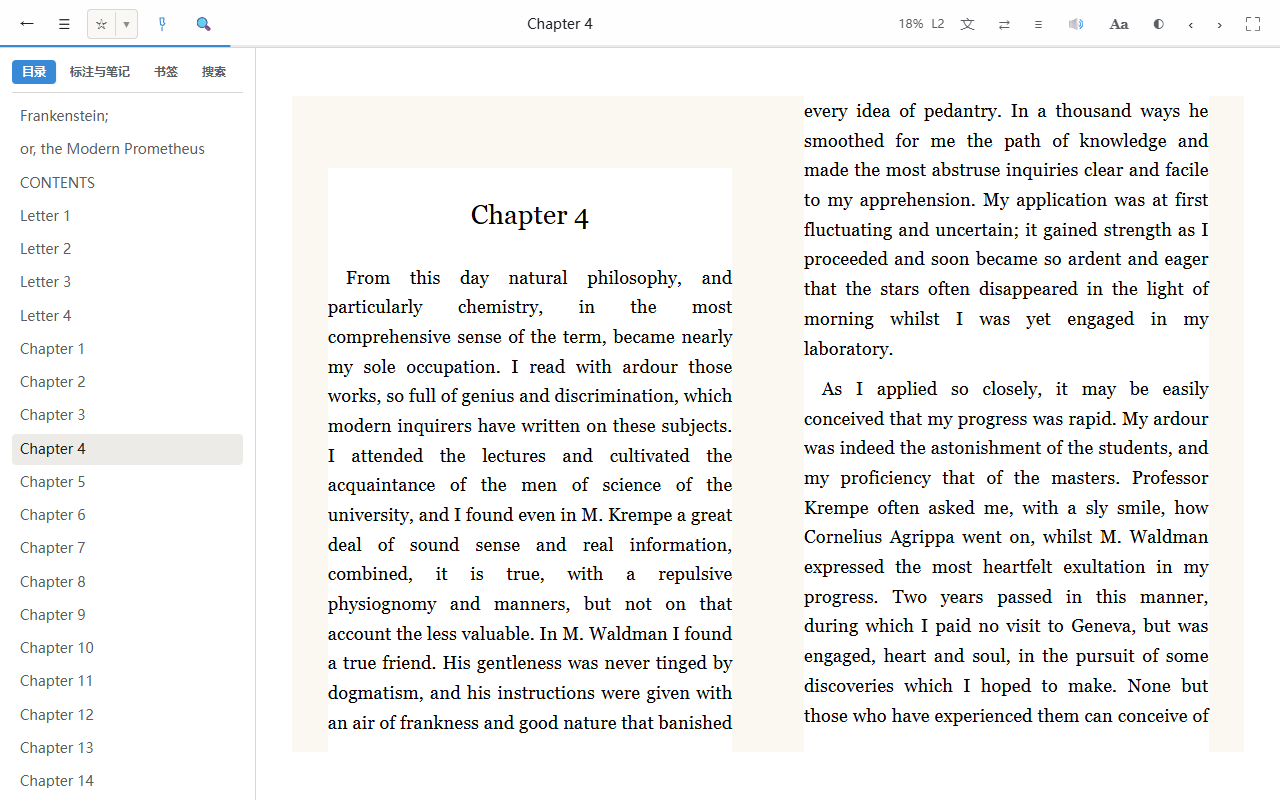 Chapter 4
18% L2 文 Aa
目录 标注与笔记 书签 搜索
Frankenstein;
or, the Modern Prometheus
CONTENTS
Letter 1
Letter 2
Letter 3
Letter 4
Chapter 1
Chapter 2
Chapter 3
Chapter 4
Chapter 5
Chapter 6
Chapter 7
Chapter 8
Chapter 9
Chapter 10
Chapter 11
Chapter 12
Chapter 13
Chapter 14
Chapter 4
From this day natural philosophy, and
particularly chemistry, in the most
comprehensive sense of the term, became nearly
my sole occupation. I read with ardour those
works, so full of genius and discrimination, which
modern inquirers have written on these subjects.
I attended the lectures and cultivated the
acquaintance of the men of science of the
university, and I found even in M. Krempe a great
deal of sound sense and real information,
combined, it is true, with a repulsive
physiognomy and manners, but not on that
account the less valuable. In M. Waldman I found
a true friend. His gentleness was never tinged by
dogmatism, and his instructions were given with
an air of frankness and good nature that banished
every idea of pedantry. In a thousand ways he
smoothed for me the path of knowledge and
made the most abstruse inquiries clear and facile
to my apprehension. My application was at first
fluctuating and uncertain; it gained strength as I
proceeded and soon became so ardent and eager
that the stars often disappeared in the light of
morning whilst I was yet engaged in my
laboratory.
As I applied so closely, it may be easily
conceived that my progress was rapid. My ardour
was indeed the astonishment of the students, and
my proficiency that of the masters. Professor
Krempe often asked me, with a sly smile, how
Cornelius Agrippa went on, whilst M. Waldman
expressed the most heartfelt exultation in my
progress. Two years passed in this manner,
during which I paid no visit to Geneva, but was
engaged, heart and soul, in the pursuit of some
discoveries which I hoped to make. None but
those who have experienced them can conceive of